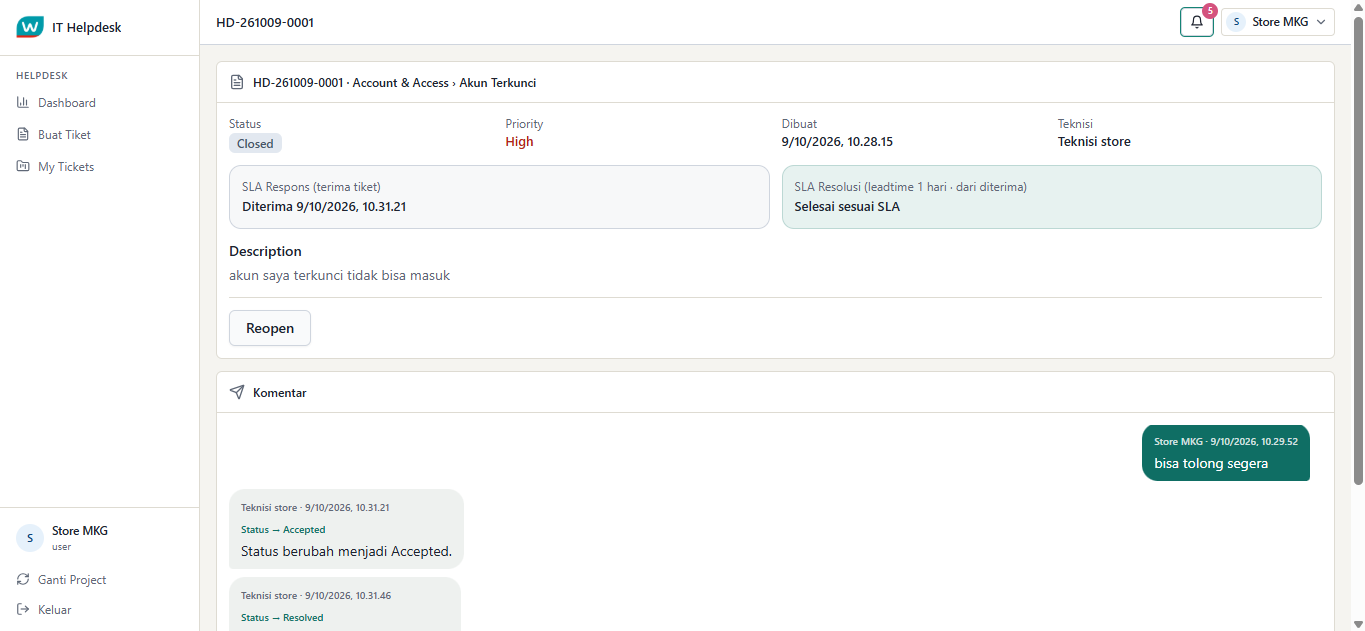 W IT Helpdesk
HD-261009-0001
5
S Store MKG
HELPDESK
Dashboard
Buat Tiket
My Tickets
HD-261009-0001 · Account & Access › Akun Terkunci
Status
Closed
Priority
High
Dibuat
9/10/2026, 10.28.15
Teknisi
Teknisi store
SLA Respons (terima tiket)
Diterima 9/10/2026, 10.31.21
SLA Resolusi (leadtime 1 hari · dari diterima)
Selesai sesuai SLA
Description
akun saya terkunci tidak bisa masuk
Reopen
Komentar
Store MKG · 9/10/2026, 10.29.52
bisa tolong segera
Teknisi store · 9/10/2026, 10.31.21
Status → Accepted
Status berubah menjadi Accepted.
Teknisi store · 9/10/2026, 10.31.46
Status → Resolved
S Store MKG
user
Ganti Project
Keluar